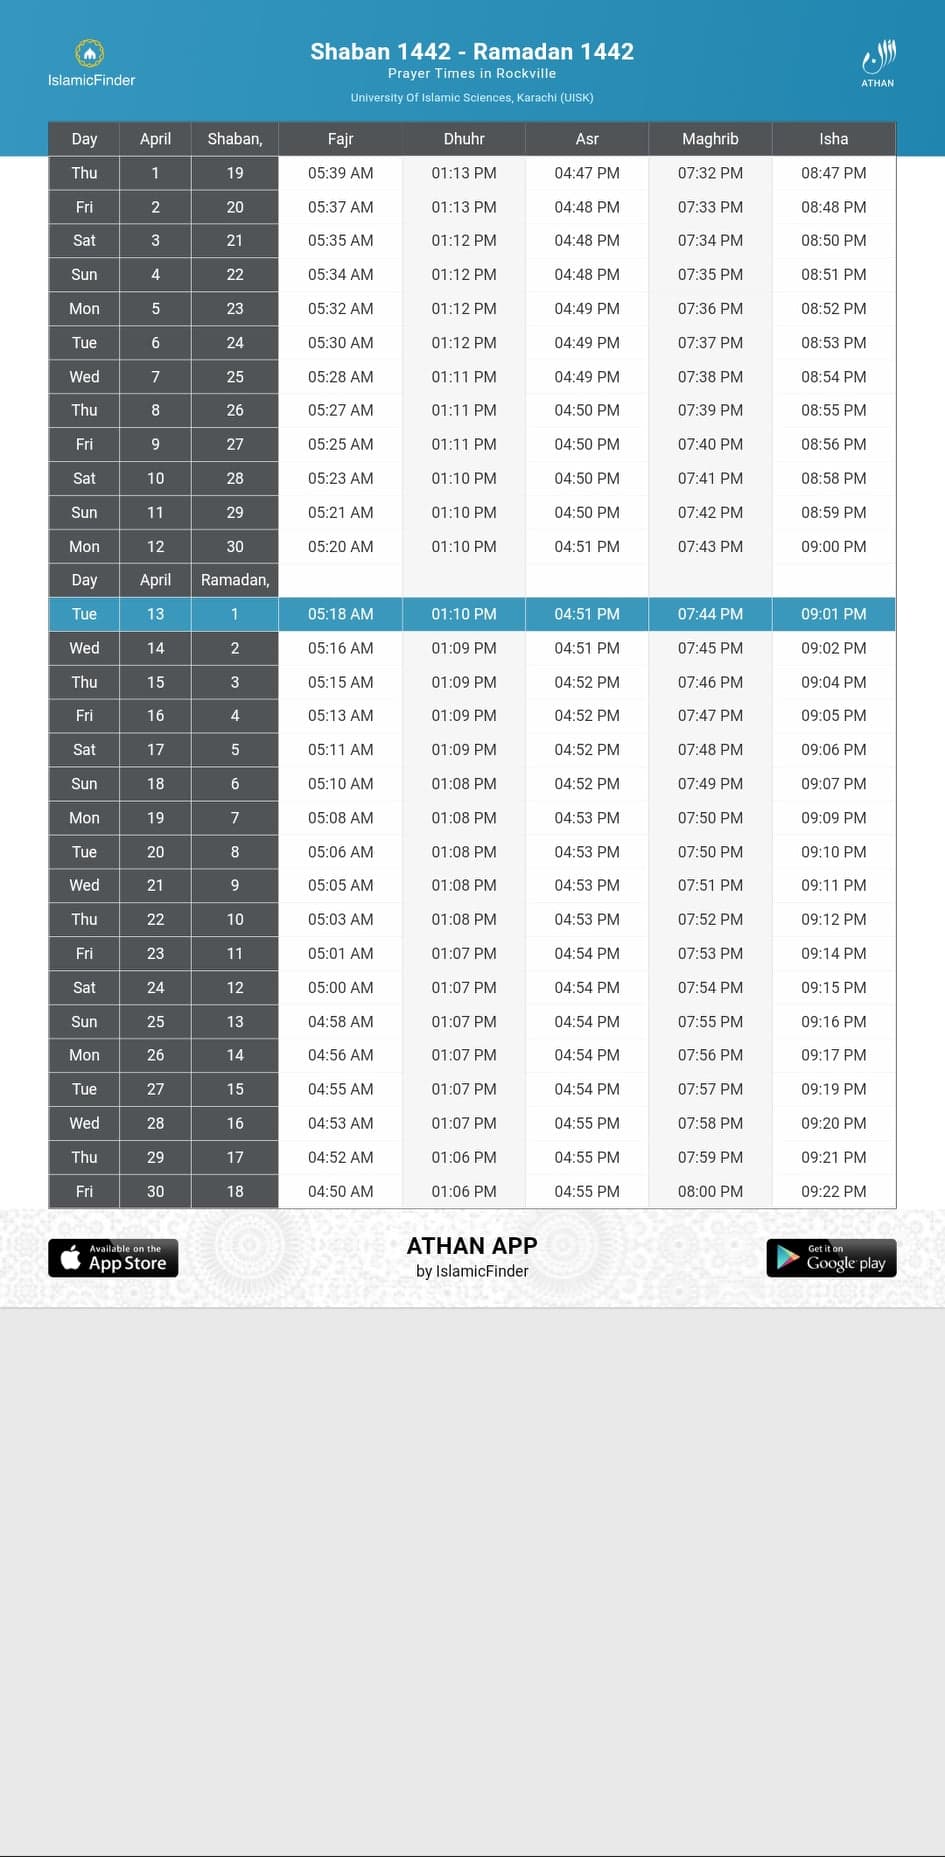 IslamicFinder
Shaban 1442 - Ramadan 1442
Prayer Times in Rockville
University Of Islamic Sciences, Karachi (UISK)
ATHAN
Day April Shaban, Fajr Dhuhr Asr Maghrib Isha
Thu 1 19 05:39 AM 01:13 PM 04:47 PM 07:32 PM 08:47 PM
Fri 2 20 05:37 AM 01:13 PM 04:48 PM 07:33 PM 08:48 PM
Sat 3 21 05:35 AM 01:12 PM 04:48 PM 07:34 PM 08:50 PM
Sun 4 22 05:34 AM 01:12 PM 04:48 PM 07:35 PM 08:51 PM
Mon 5 23 05:32 AM 01:12 PM 04:49 PM 07:36 PM 08:52 PM
Tue 6 24 05:30 AM 01:12 PM 04:49 PM 07:37 PM 08:53 PM
Wed 7 25 05:28 AM 01:11 PM 04:49 PM 07:38 PM 08:54 PM
Thu 8 26 05:27 AM 01:11 PM 04:50 PM 07:39 PM 08:55 PM
Fri 9 27 05:25 AM 01:11 PM 04:50 PM 07:40 PM 08:56 PM
Sat 10 28 05:23 AM 01:10 PM 04:50 PM 07:41 PM 08:58 PM
Sun 11 29 05:21 AM 01:10 PM 04:50 PM 07:42 PM 08:59 PM
Mon 12 30 05:20 AM 01:10 PM 04:51 PM 07:43 PM 09:00 PM
Day April Ramadan,
Tue 13 1 05:18 AM 01:10 PM 04:51 PM 07:44 PM 09:01 PM
Wed 14 2 05:16 AM 01:09 PM 04:51 PM 07:45 PM 09:02 PM
Thu 15 3 05:15 AM 01:09 PM 04:52 PM 07:46 PM 09:04 PM
Fri 16 4 05:13 AM 01:09 PM 04:52 PM 07:47 PM 09:05 PM
Sat 17 5 05:11 AM 01:09 PM 04:52 PM 07:48 PM 09:06 PM
Sun 18 6 05:10 AM 01:08 PM 04:52 PM 07:49 PM 09:07 PM
Mon 19 7 05:08 AM 01:08 PM 04:53 PM 07:50 PM 09:09 PM
Tue 20 8 05:06 AM 01:08 PM 04:53 PM 07:50 PM 09:10 PM
Wed 21 9 05:05 AM 01:08 PM 04:53 PM 07:51 PM 09:11 PM
Thu 22 10 05:03 AM 01:08 PM 04:53 PM 07:52 PM 09:12 PM
Fri 23 11 05:01 AM 01:07 PM 04:54 PM 07:53 PM 09:14 PM
Sat 24 12 05:00 AM 01:07 PM 04:54 PM 07:54 PM 09:15 PM
Sun 25 13 04:58 AM 01:07 PM 04:54 PM 07:55 PM 09:16 PM
Mon 26 14 04:56 AM 01:07 PM 04:54 PM 07:56 PM 09:17 PM
Tue 27 15 04:55 AM 01:07 PM 04:54 PM 07:57 PM 09:19 PM
Wed 28 16 04:53 AM 01:07 PM 04:55 PM 07:58 PM 09:20 PM
Thu 29 17 04:52 AM 01:06 PM 04:55 PM 07:59 PM 09:21 PM
Fri 30 18 04:50 AM 01:06 PM 04:55 PM 08:00 PM 09:22 PM
Available on the
App Store
ATHAN APP
by IslamicFinder
Get it on
Google play